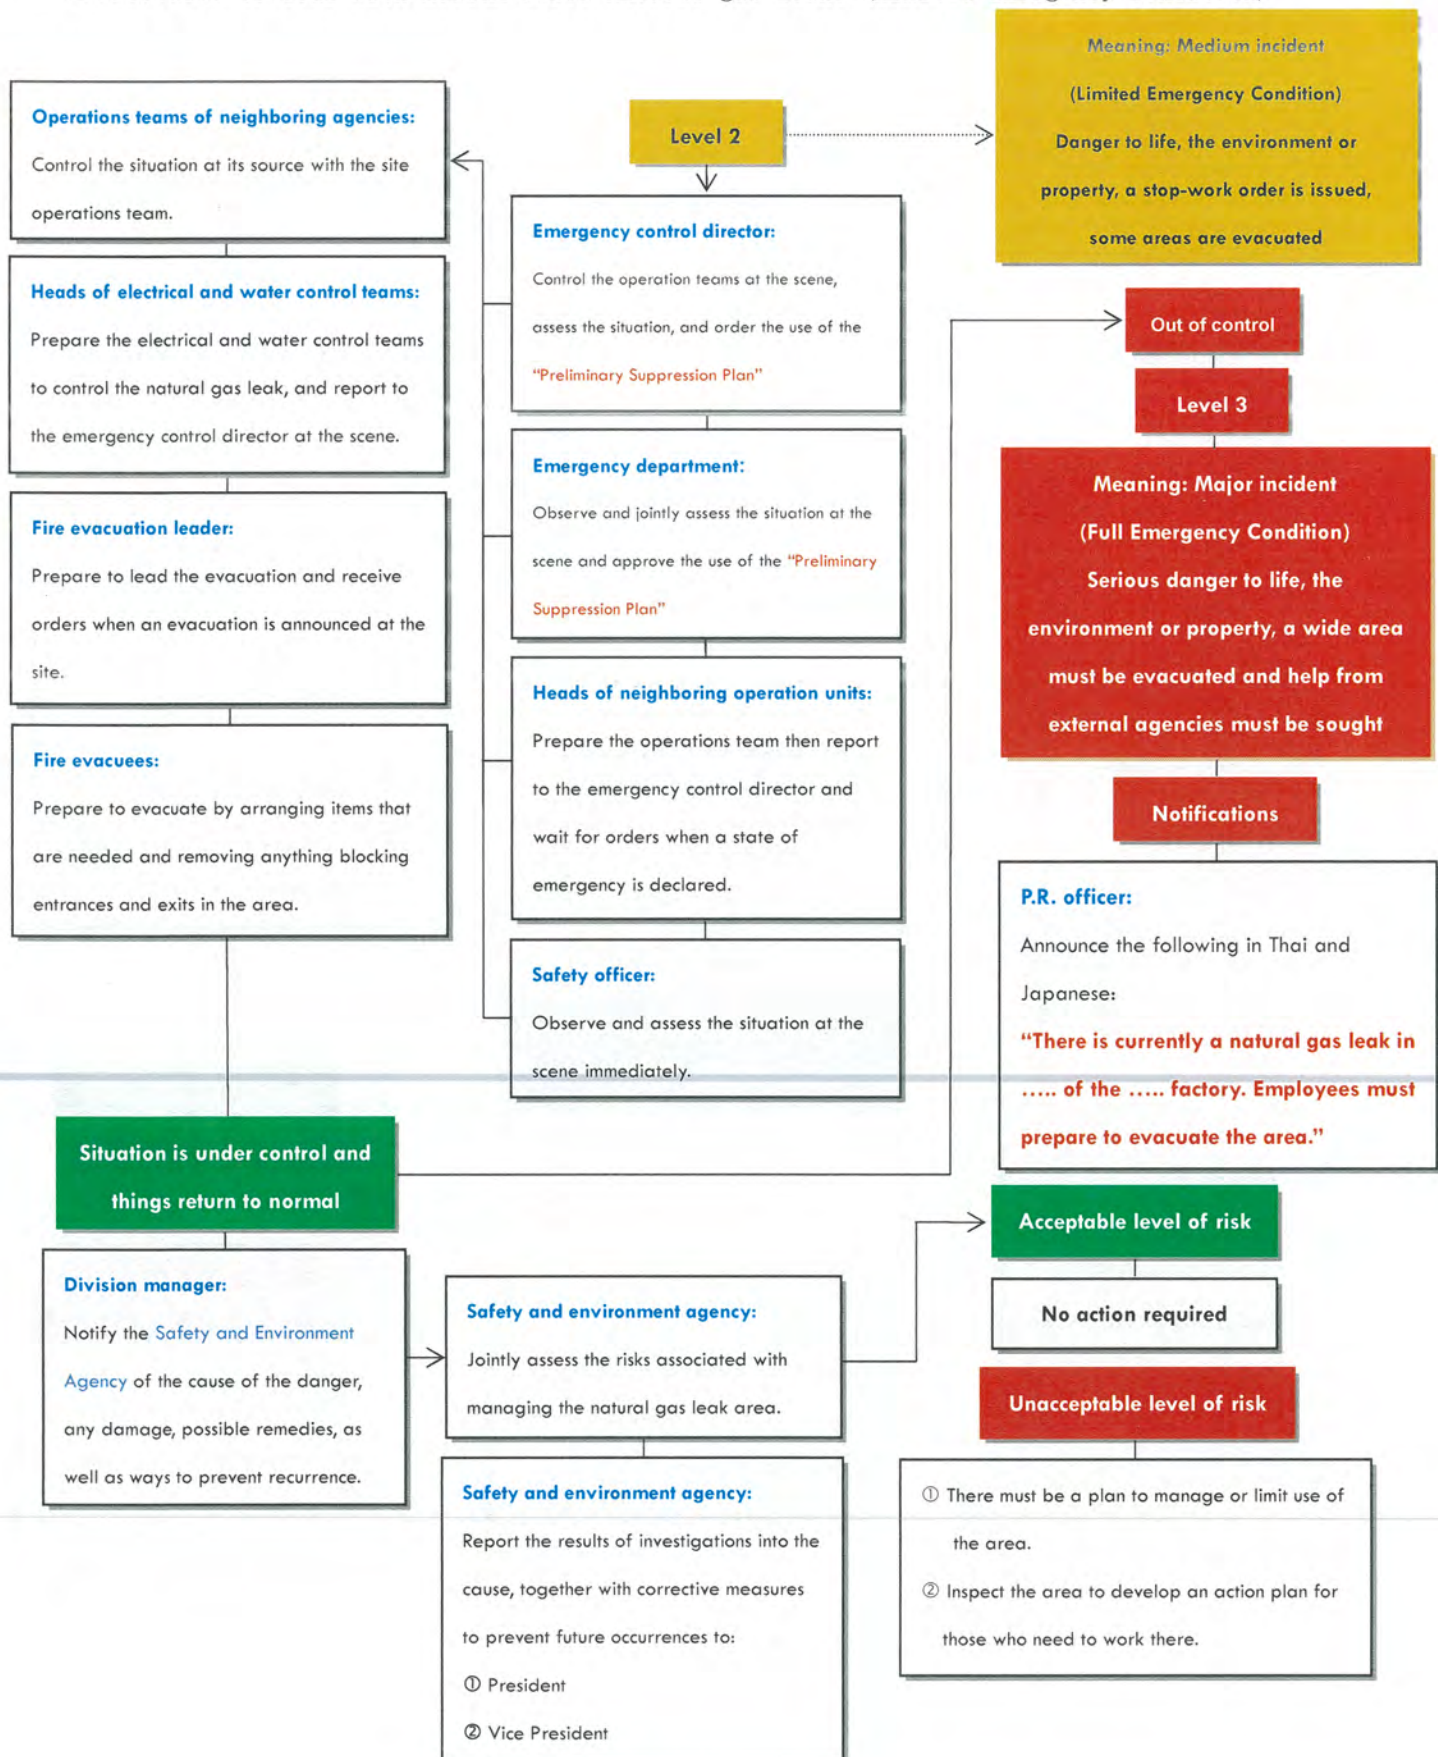 Operations teams of neighboring agencies:
Control the situation at its source with the site
operations team.
Heads of electrical and water control teams:
Prepare the electrical and water control teams
to control the natural gas leak, and report to
the emergency control director at the scene.
Fire evacuation leader:
Prepare to lead the evacuation and receive
orders when an evacuation is announced at the
site.
Fire evacuees:
Prepare to evacuate by arranging items that
are needed and removing anything blocking
entrances and exits in the area.
Level 2
Emergency control director:
Control the operation teams at the scene,
assess the situation, and order the use of the
“Preliminary Suppression Plan”
Emergency department:
Observe and jointly assess the situation at the
scene and approve the use of the “Preliminary
Suppression Plan”
Heads of neighboring operation units:
Prepare the operations team then report
to the emergency control director and
wait for orders when a state of
emergency is declared.
Safety officer:
Observe and assess the situation at the
scene immediately.
Meaning: Medium incident
(Limited Emergency Condition)
Danger to life, the environment or
property, a stop-work order is issued,
some areas are evacuated
Out of control
Level 3
Meaning: Major incident
(Full Emergency Condition)
Serious danger to life, the
environment or property, a wide area
must be evacuated and help from
external agencies must be sought
Notifications
P.R. officer:
Announce the following in Thai and
Japanese:
“There is currently a natural gas leak in
..... of the ..... factory. Employees must
prepare to evacuate the area.”
Situation is under control and
things return to normal
Division manager:
Notify the Safety and Environment
Agency of the cause of the danger,
any damage, possible remedies, as
well as ways to prevent recurrence.
Safety and environment agency:
Jointly assess the risks associated with
managing the natural gas leak area.
Safety and environment agency:
Report the results of investigations into the
cause, together with corrective measures
to prevent future occurrences to:
① President
② Vice President
Acceptable level of risk
No action required
Unacceptable level of risk
① There must be a plan to manage or limit use of
the area.
② Inspect the area to develop an action plan for
those who need to work there.